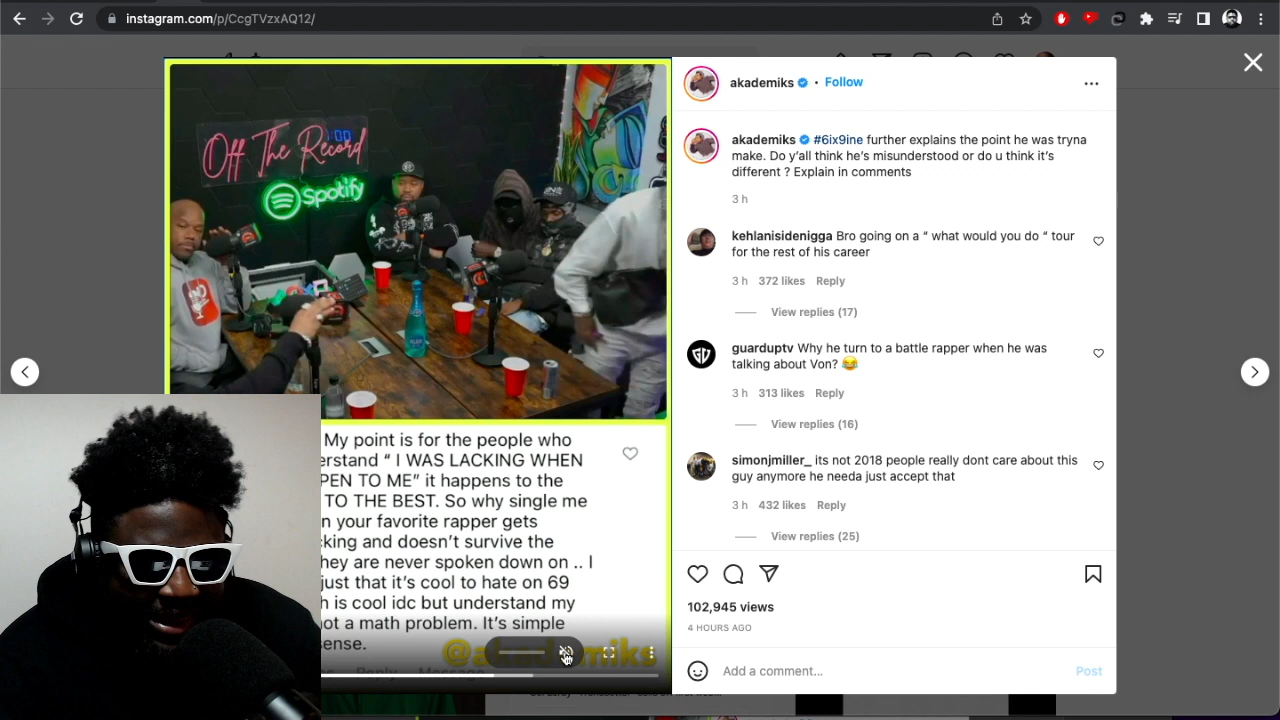 instagram.com/p/CcgTVzxAQ12/
Off The Record
Spotify
My point is for the people who
erstand “ I WAS LACKING WHEN
PEN TO ME” it happens to the
TO THE BEST. So why single me
n your favorite rapper gets
cking and doesn’t survive the
hey are never spoken down on .. I
just that it’s cool to hate on 69
h is cool idc but understand my
not a math problem. It’s simple
sense.
akademiks • Follow
akademiks #6ix9ine further explains the point he was tryna
make. Do y’all think he’s misunderstood or do u think it’s
different ? Explain in comments
3 h
kehlanisidenigga Bro going on a “ what would you do “ tour
for the rest of his career
3 h 372 likes Reply
View replies (17)
guarduptv Why he turn to a battle rapper when he was
talking about Von? 😂
3 h 313 likes Reply
View replies (16)
simonjmiller_ its not 2018 people really dont care about this
guy anymore he needa just accept that
3 h 432 likes Reply
View replies (25)
102,945 views
4 HOURS AGO
Add a comment...
Post